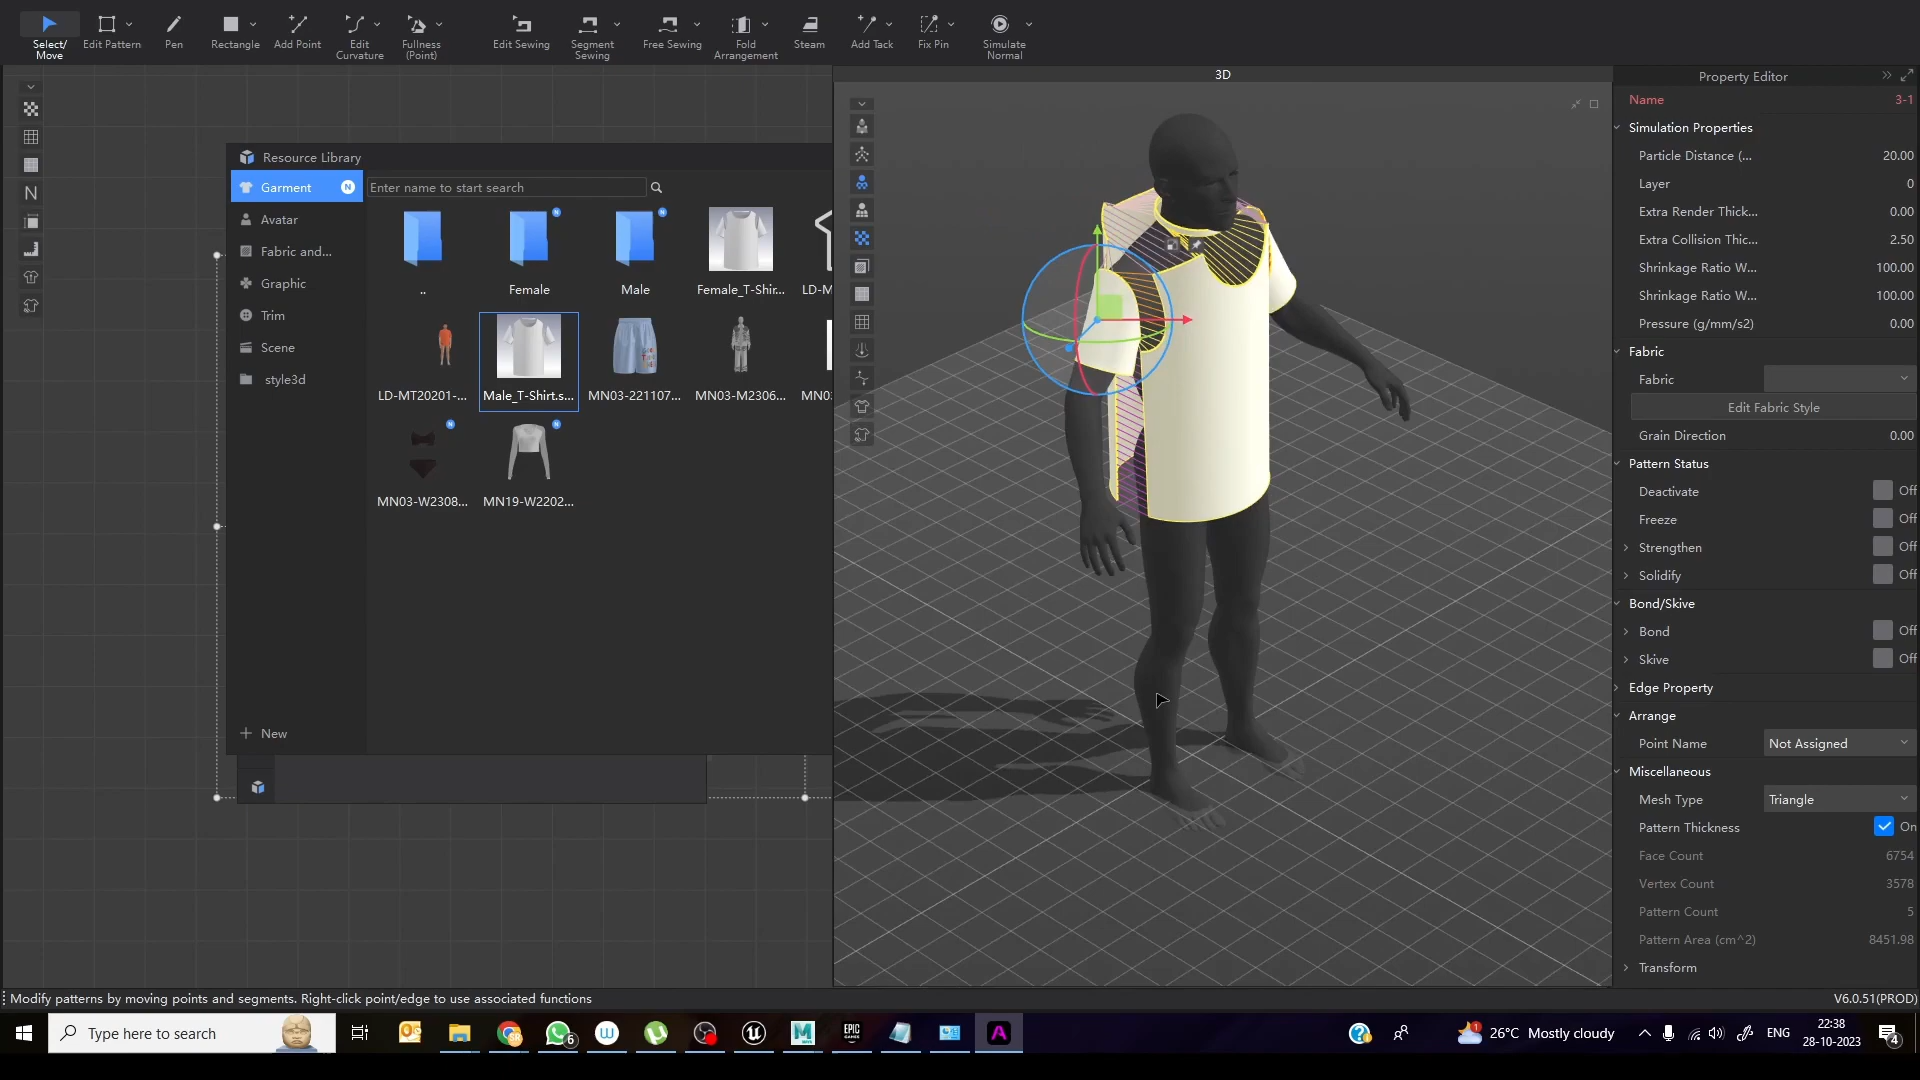 Select/
Move
Edit Pattern
Pen
Rectangle
Add Point
Edit
Curvature
Fullness
(Point)
Edit Sewing
Segment
Sewing
Free Sewing
Fold
Arrangement
Steam
Add Tack
Fix Pin
Simulate
Normal
Resource Library
Garment N
Avatar
Fabric and...
Graphic
Trim
Scene
style3d
New
Enter name to start search
..
Female
Male
Female_T-Shir...
LD-M
LD-MT20201-...
Male_T-Shirt.s...
MN03-221107...
MN03-M2306...
MN03
MN03-W2308...
MN19-W2202...
3D
Property Editor
Name 3-1
Simulation Properties
Particle Distance (... 20.00
Layer 0
Extra Render Thick... 0.00
Extra Collision Thic... 2.50
Shrinkage Ratio W... 100.00
Shrinkage Ratio W... 100.00
Pressure (g/mm/s2) 0.00
Fabric
Fabric
Edit Fabric Style
Grain Direction 0.00
Pattern Status
Deactivate Off
Freeze Off
Strengthen Off
Solidify Off
Bond/Skive
Bond Off
Skive Off
Edge Property
Arrange
Point Name Not Assigned
Miscellaneous
Mesh Type Triangle
Pattern Thickness On
Face Count 6754
Vertex Count 3578
Pattern Count 5
Pattern Area (cm^2) 8451.98
Transform
Modify patterns by moving points and segments. Right-click point/edge to use associated functions
V6.0.51(PROD)
Type here to search
26°C Mostly cloudy
ENG
22:38
28-10-2023
4